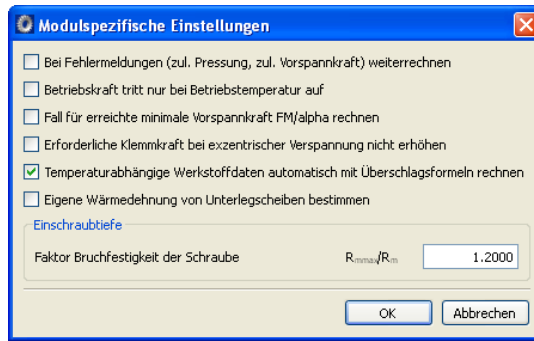 Modulspezifische Einstellungen
Bei Fehlermeldungen (zul. Pressung, zul. Vorspannkraft) weiterrechnen
Betriebskraft tritt nur bei Betriebstemperatur auf
Fall für erreichte minimale Vorspannkraft FM/alpha rechnen
Erforderliche Klemmkraft bei exzentrischer Verspannung nicht erhöhen
Temperaturabhängige Werkstoffdaten automatisch mit Überschlagsformeln rechnen
Eigene Wärmedehnung von Unterlegscheiben bestimmen
Einschraubtiefe
Faktor Bruchfestigkeit der Schraube Rmmax/Rm 1.2000
OK Abbrechen